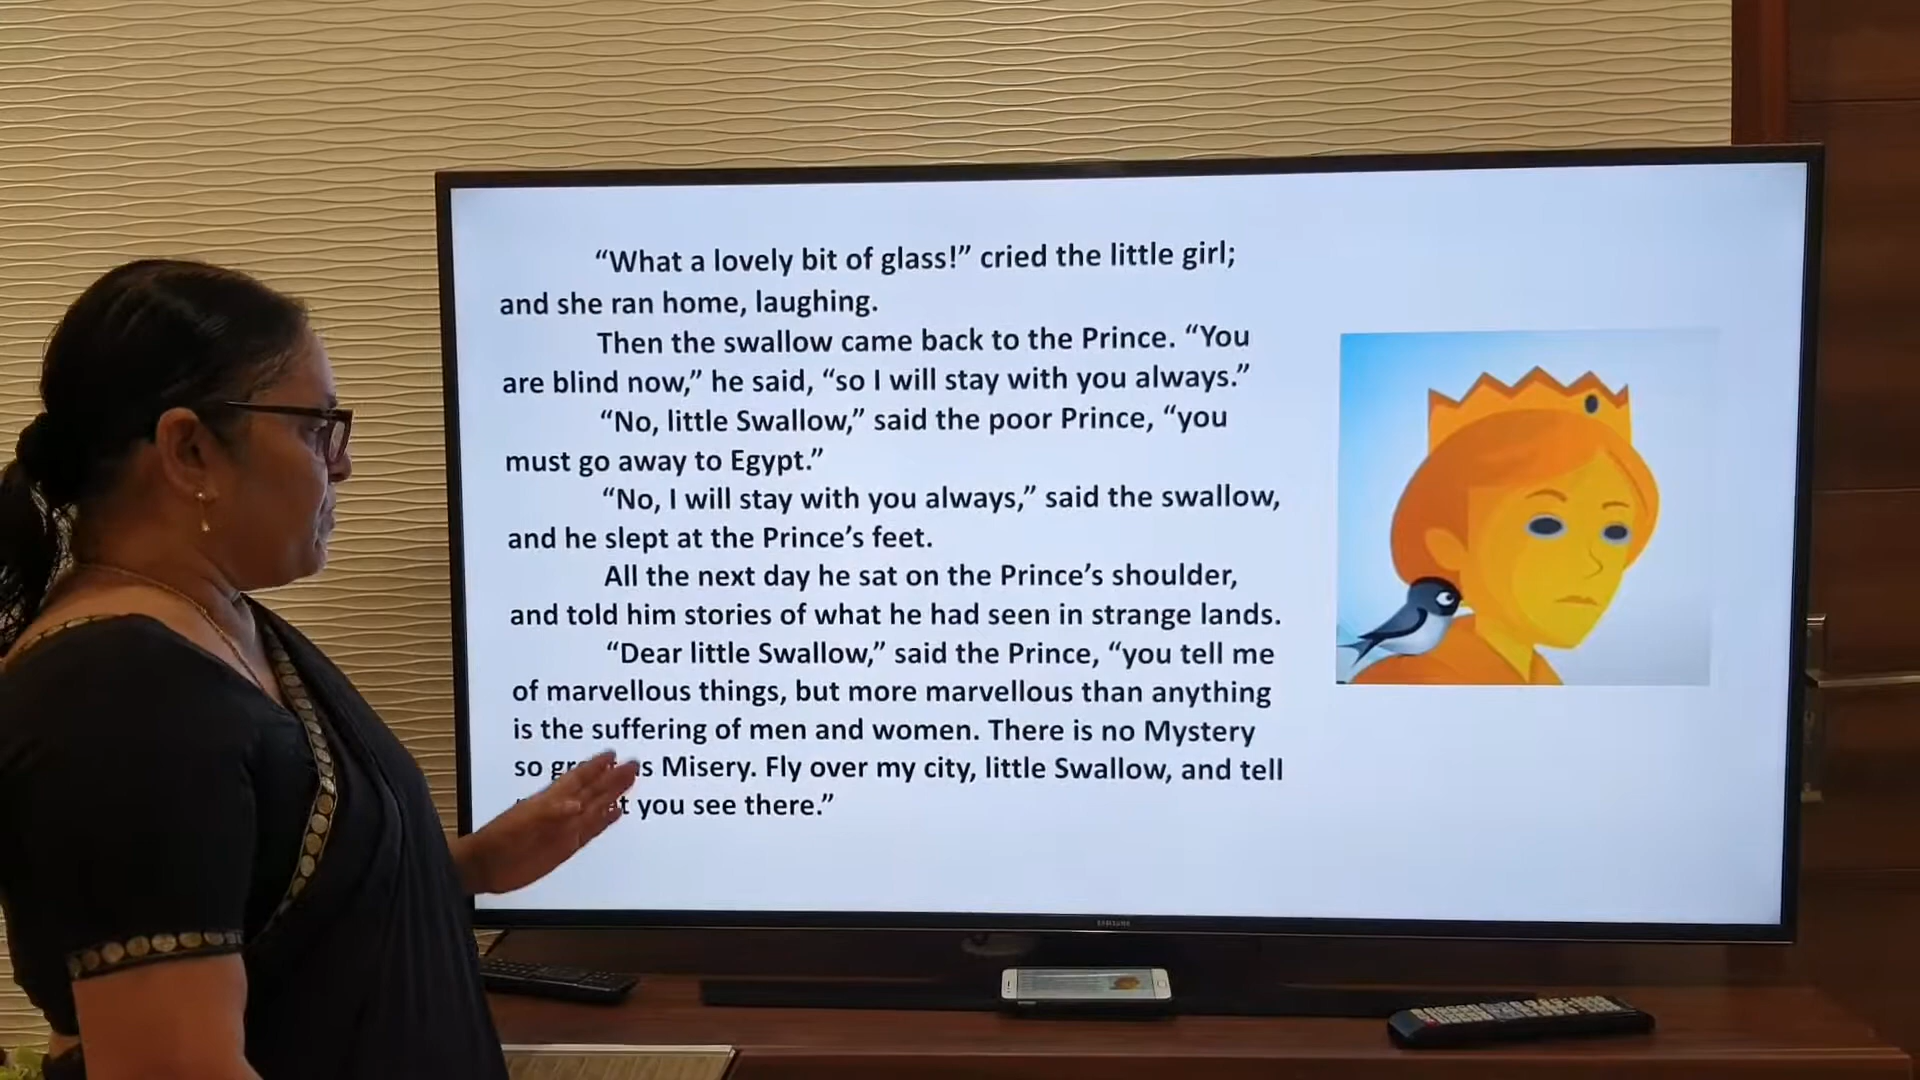 “What a lovely bit of glass!” cried the little girl;
and she ran home, laughing.
Then the swallow came back to the Prince. “You
are blind now,” he said, “so I will stay with you always.”
“No, little Swallow,” said the poor Prince, “you
must go away to Egypt.”
“No, I will stay with you always,” said the swallow,
and he slept at the Prince’s feet.
All the next day he sat on the Prince’s shoulder,
and told him stories of what he had seen in strange lands.
“Dear little Swallow,” said the Prince, “you tell me
of marvellous things, but more marvellous than anything
is the suffering of men and women. There is no Mystery
so Misery. Fly over my city, little Swallow, and tell
you see there.”
SAMSUNG